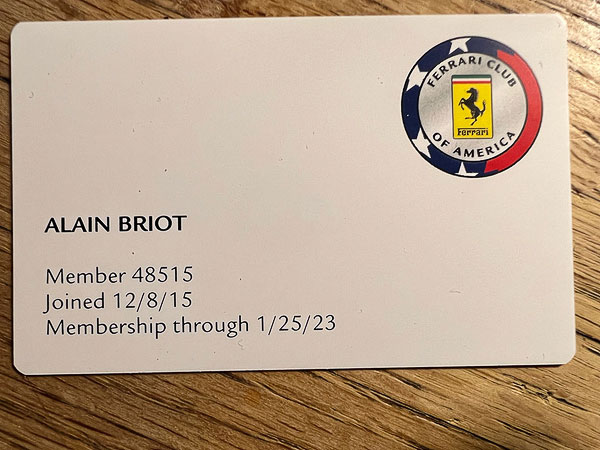 FERRARI CLUB
Ferrari
OF AMERICA
ALAIN BRIOT
Member 48515
Joined 12/8/15
Membership through 1/25/23